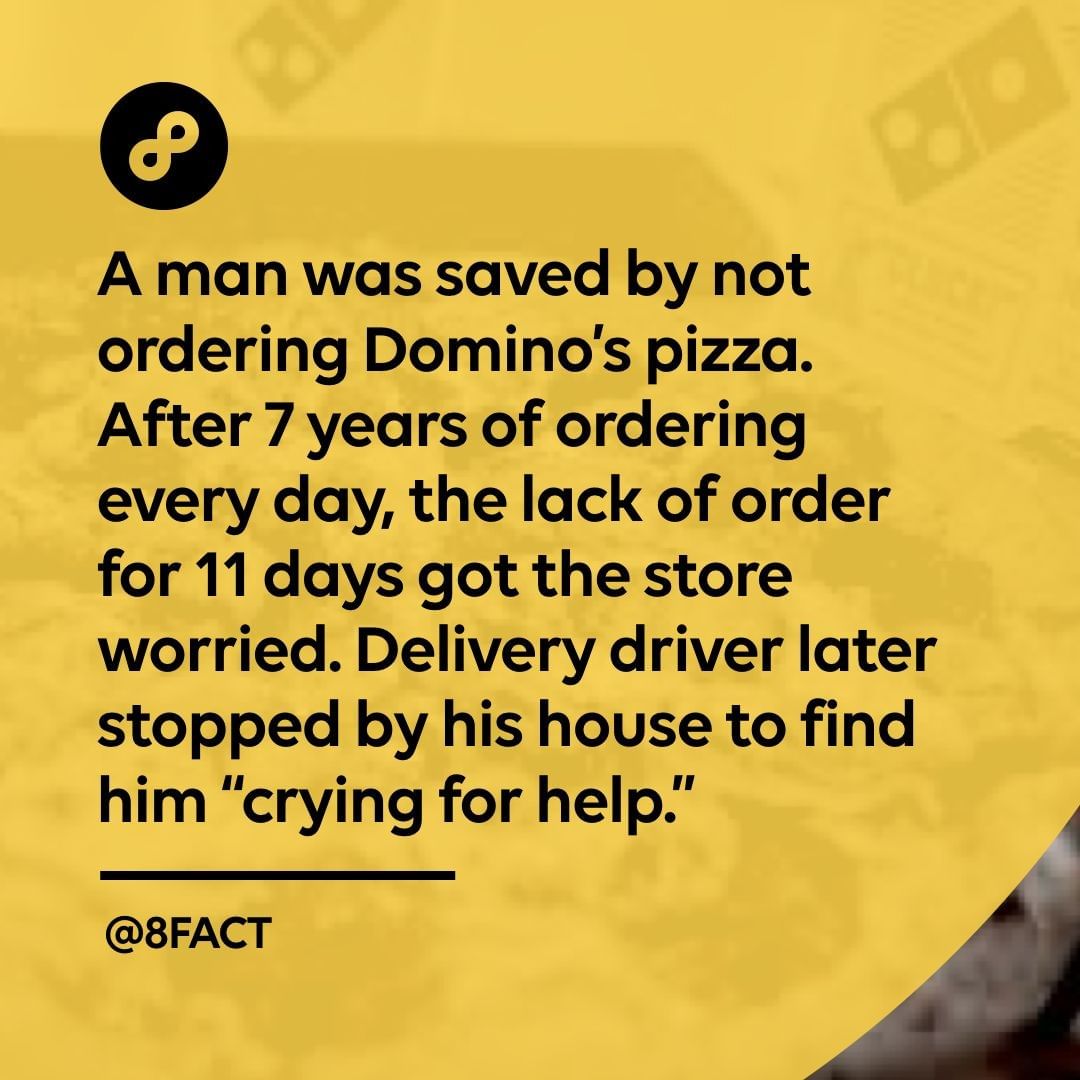 A man was saved by not
ordering Domino’s pizza.
After 7 years of ordering
every day, the lack of order
for 11 days got the store
worried. Delivery driver later
stopped by his house to find
him “crying for help.”
@8FACT